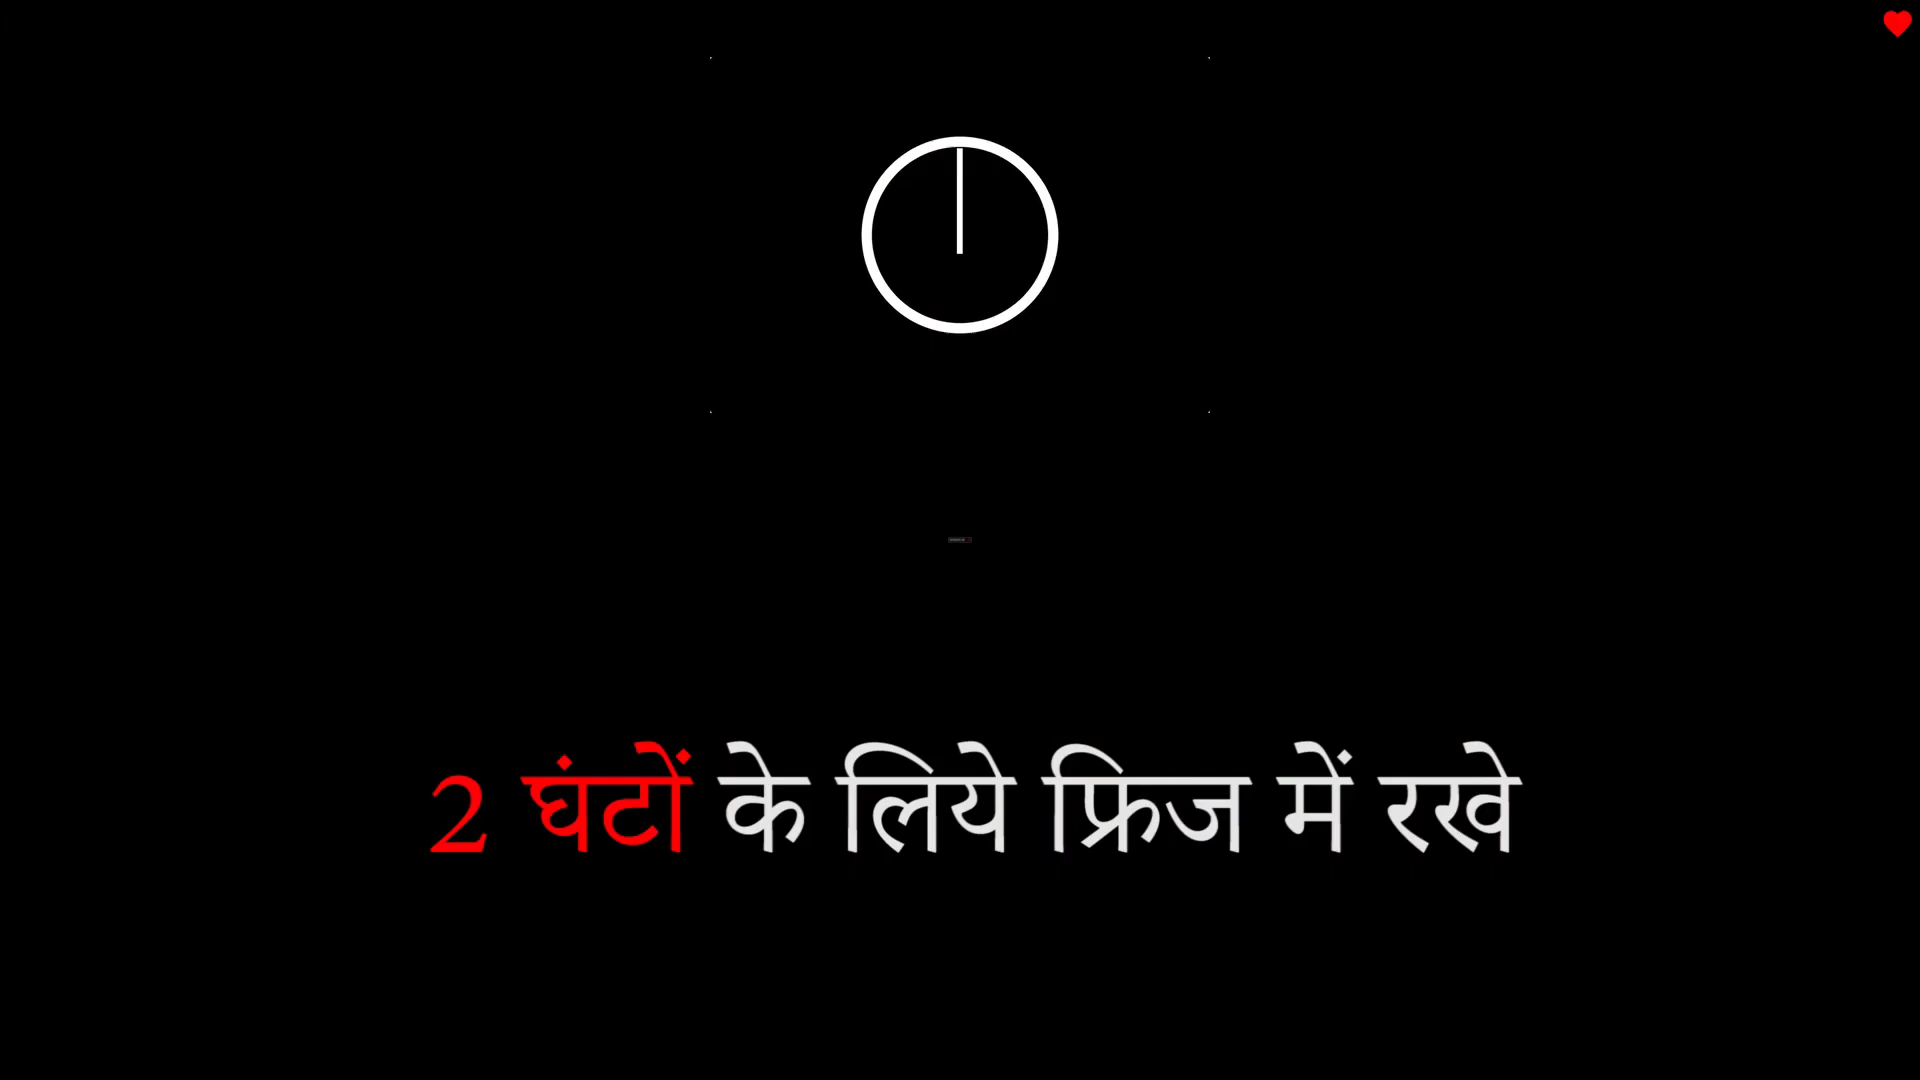 2 घंटों के लिये फ्रिज में रखे